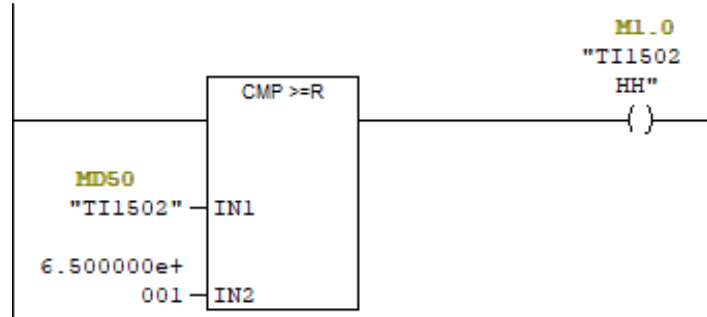 M1.0
"TI1502
HH"
CMP >=R
( )
MD50
"TI1502"
IN1
6.500000e+
001
IN2